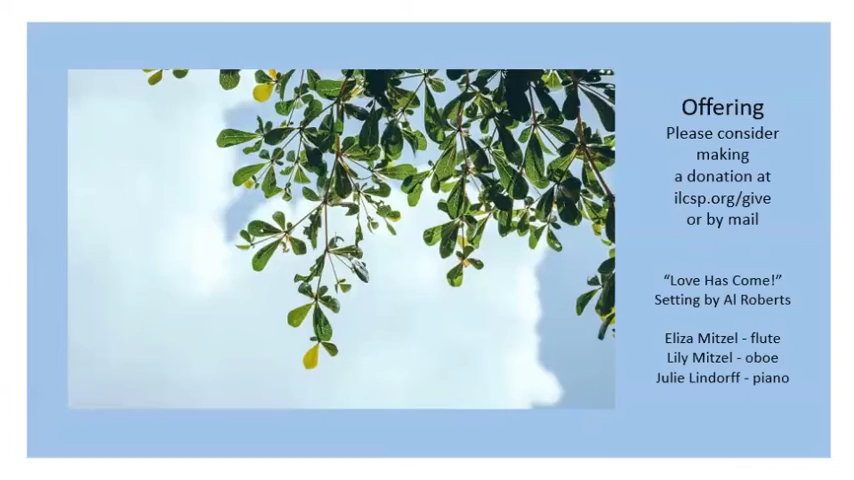 Offering
Please consider
making
a donation at
ilcsp.org/give
or by mail
“Love Has Come!”
Setting by Al Roberts
Eliza Mitzel - flute
Lily Mitzel - oboe
Julie Lindorff - piano